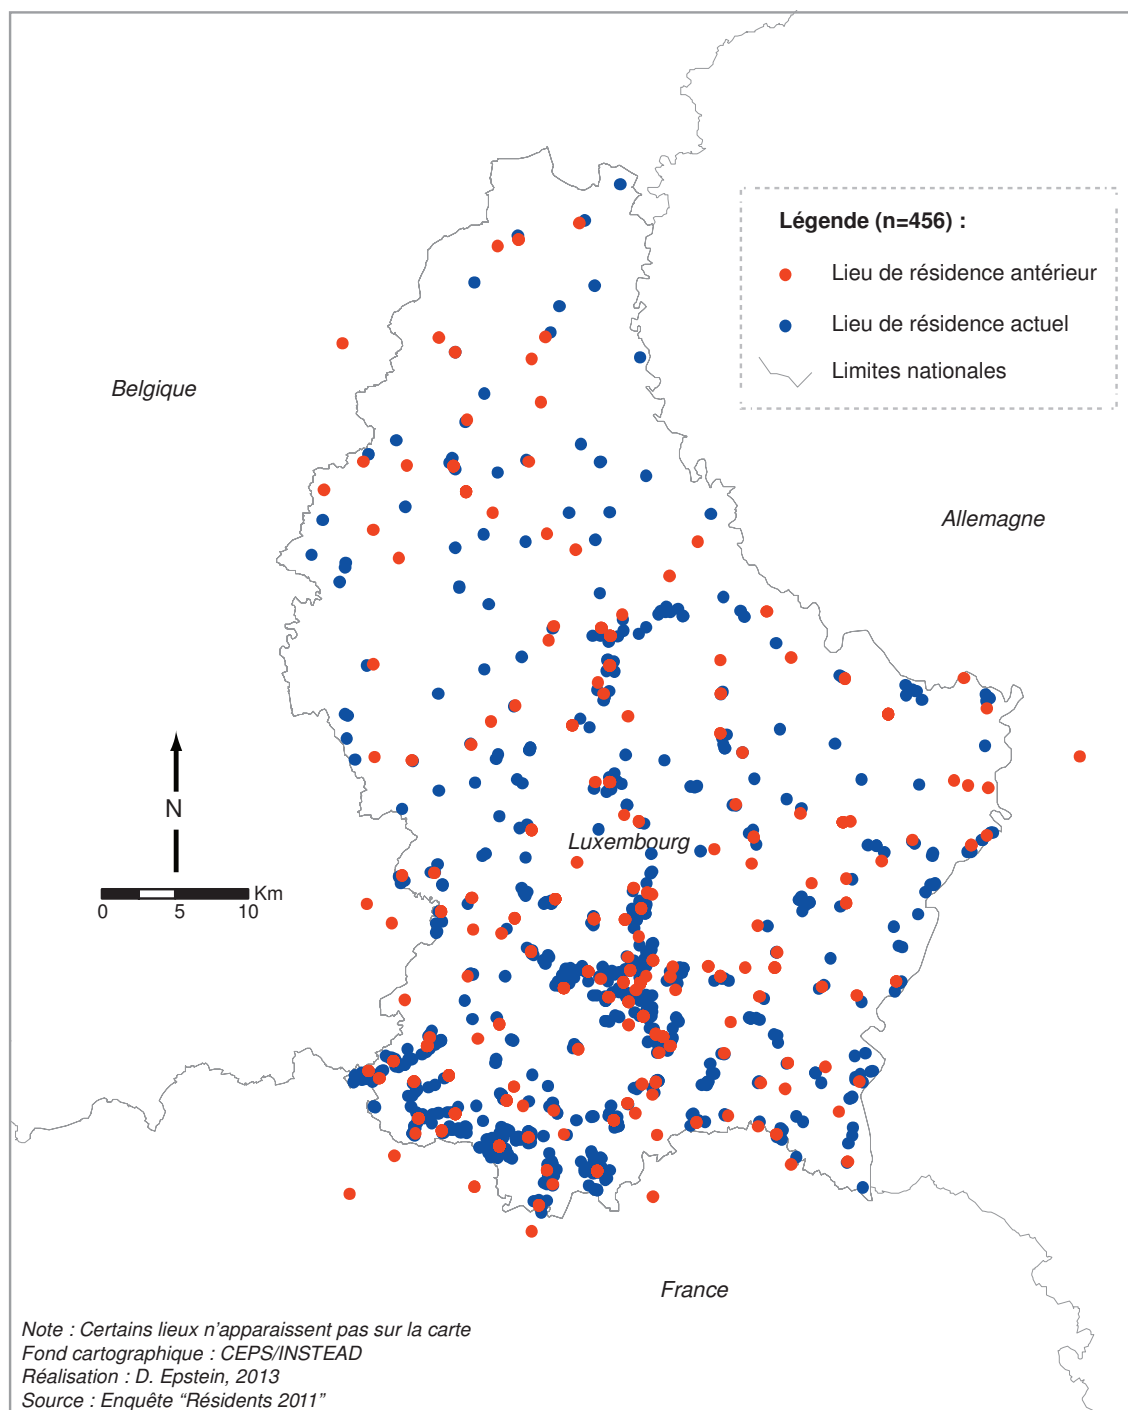 Légende (n=456) :
Lieu de résidence antérieur
Lieu de résidence actuel
Limites nationales
Belgique
Allemagne
N
Luxembourg
Km
0 5 10
France
Note : Certains lieux n'apparaissent pas sur la carte
Fond cartographique : CEPS/INSTEAD
Réalisation : D. Epstein, 2013
Source : Enquête “Résidents 2011”